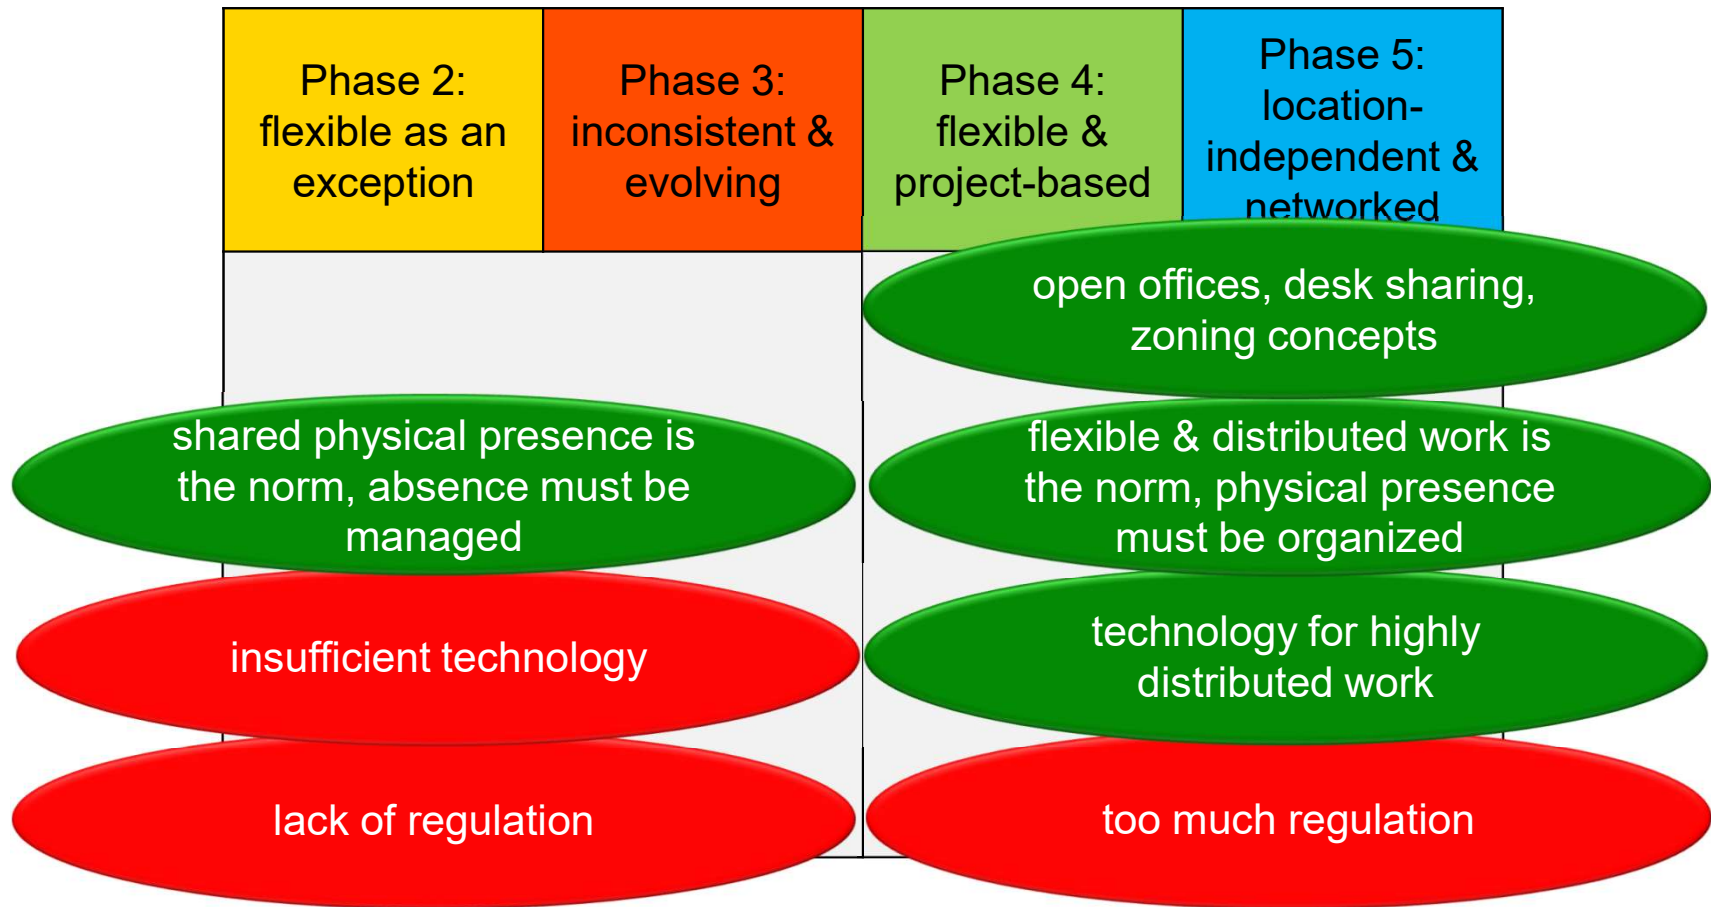 Phase 2:
flexible as an
exception
Phase 3:
inconsistent &
evolving
Phase 4:
flexible &
project-based
Phase 5:
location-
independent &
networked
open offices, desk sharing,
zoning concepts
shared physical presence is
the norm, absence must be
managed
flexible & distributed work is
the norm, physical presence
must be organized
insufficient technology
technology for highly
distributed work
lack of regulation
too much regulation